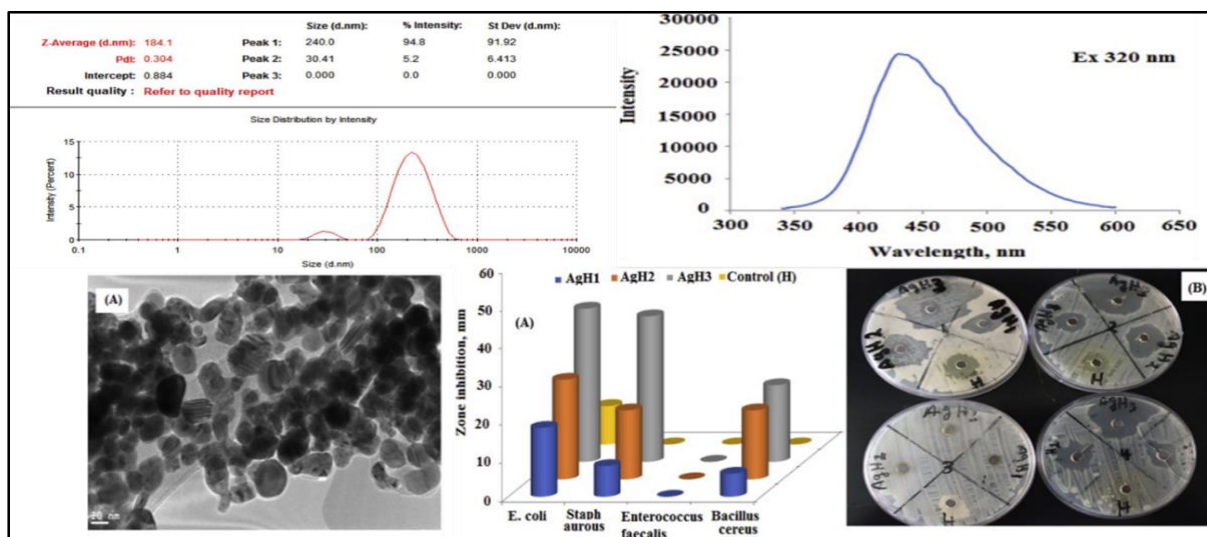 Size (d.nm): % Intensity: St Dev (d.nm):
Z-Average (d.nm): 184.1 Peak 1: 240.0 94.8 91.92
Pdl: 0.304 Peak 2: 30.41 5.2 6.413
Intercept: 0.884 Peak 3: 0.000 0.0 0.000
Result quality : Refer to quality report
Size Distribution by Intensity
Intensity (Percent)
15
10
5
0
0.1 1 10 100 1000 10000
Size (d.nm)
30000
25000
20000
15000
10000
5000
0
Intensity
Ex 320 nm
300 350 400 450 500 550 600 650
Wavelength, nm
(A)
20 nm
AgH1 AgH2 AgH3 Control (H)
(A)
Zone inhibition, mm
60
50
40
30
20
10
0
E. coli
Staph
aurous
Enterococcus
faecalis
Bacillus
cereus
(B)
AgH3
AgH2
1
H
2
H
AgH3
3
H
AgH3
4
H